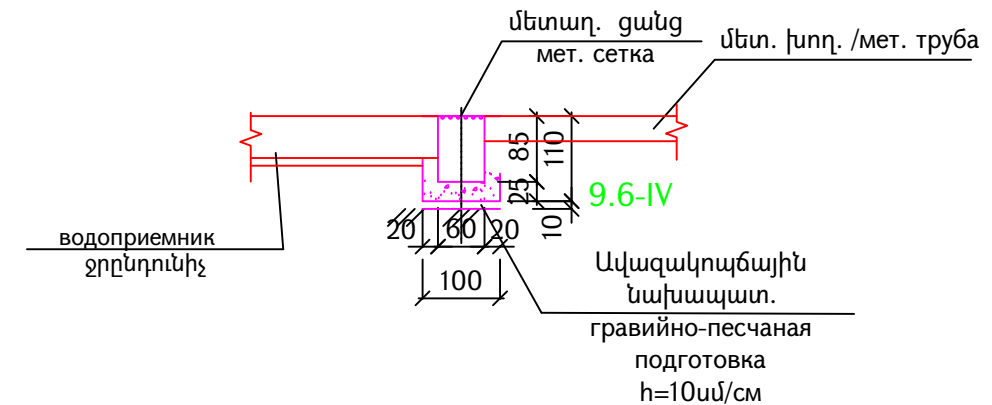 մետաղ. ցանց
мет. сетка
մետ. խող. /мет. труба
85
110
25
10
9.6-IV
20
60
20
100
водоприемник
ջրընդունիչ
Ավազակոպճային
նախապատ.
гравийно-песчаная
подготовка
h=10սմ/см